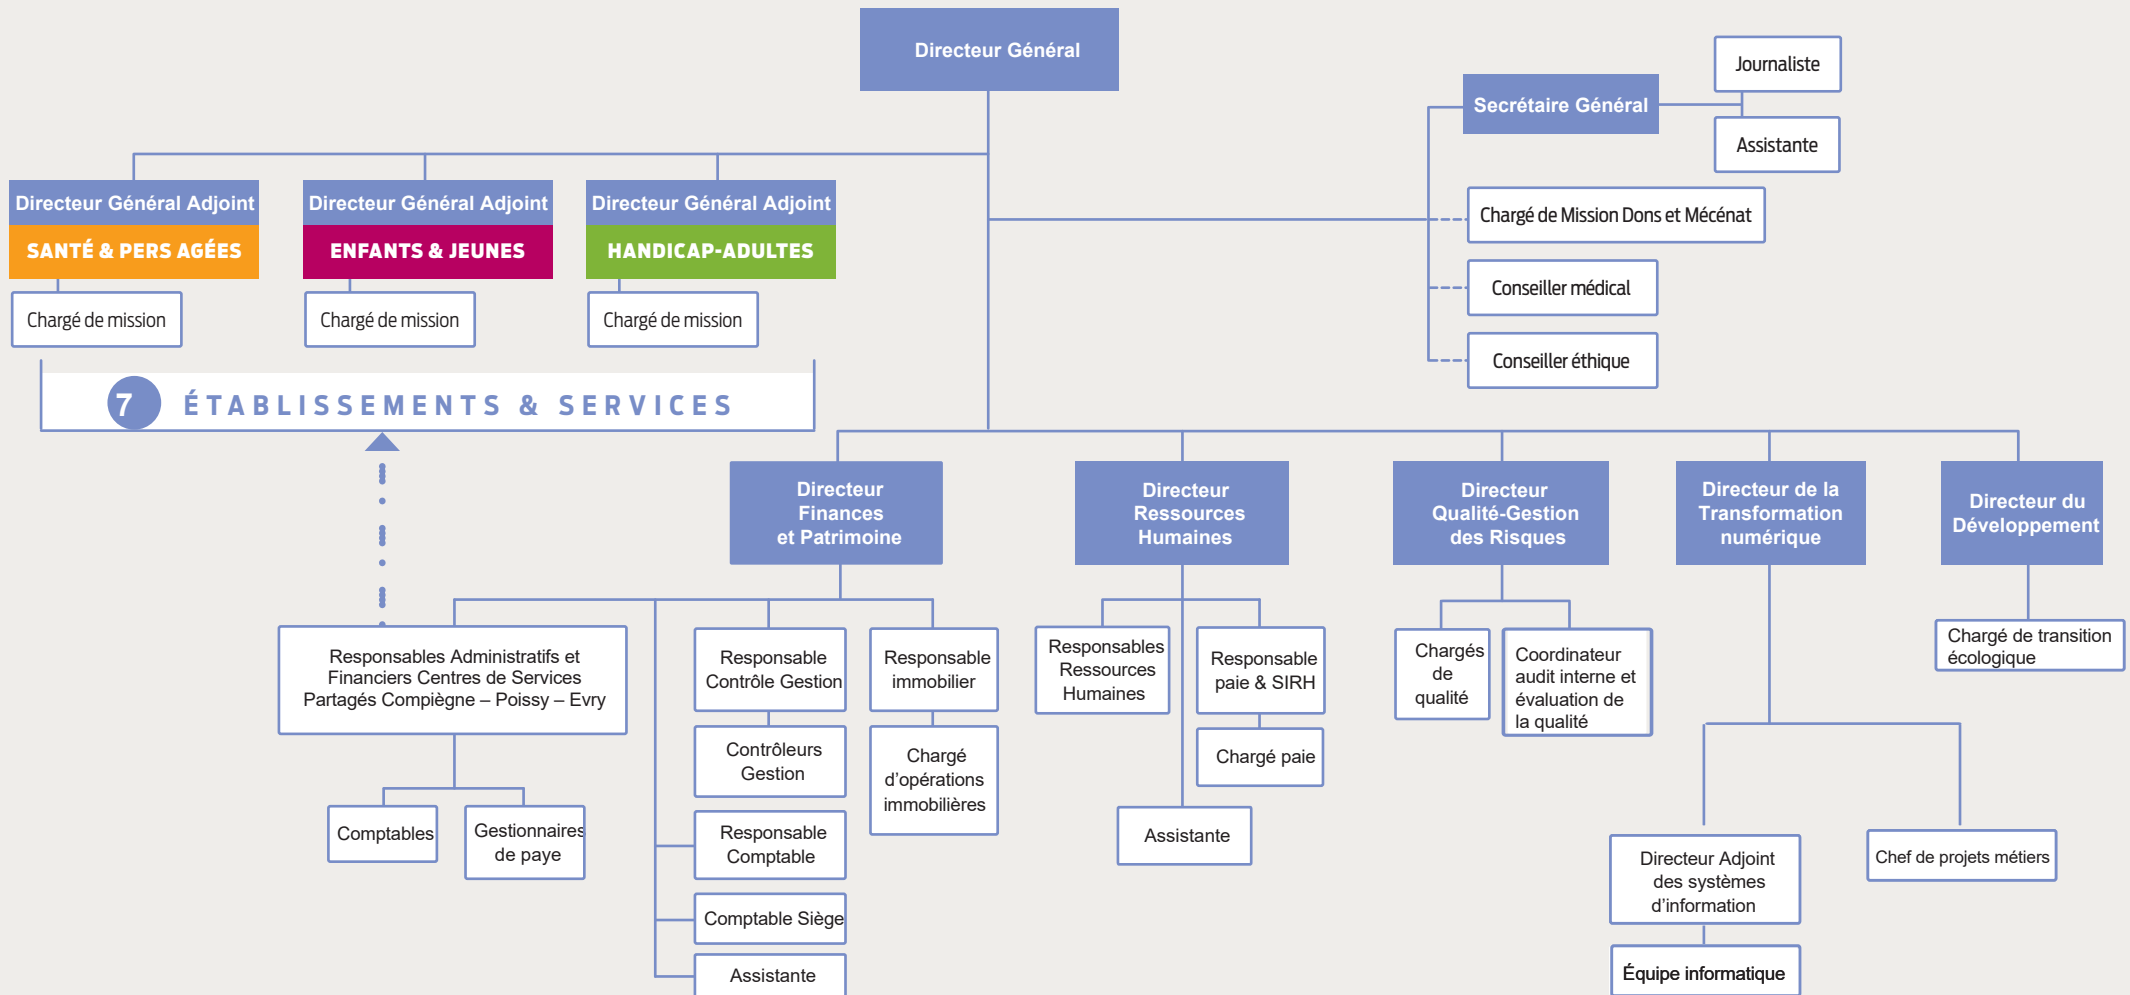 Directeur Général
Journaliste
Secrétaire Général
Assistante
Directeur Général Adjoint
SANTÉ & PERS AGÉES
Chargé de mission
Directeur Général Adjoint
ENFANTS & JEUNES
Chargé de mission
Directeur Général Adjoint
HANDICAP-ADULTES
Chargé de mission
Chargé de Mission Dons et Mécénat
Conseiller médical
Conseiller éthique
7 ÉTABLISSEMENTS & SERVICES
Directeur
Finances
et Patrimoine
Directeur
Ressources
Humaines
Directeur
Qualité-Gestion
des Risques
Directeur de la
Transformation
numérique
Directeur du
Développement
Responsables Administratifs et
Financiers Centres de Services
Partagés Compiègne – Poissy – Evry
Comptables
Gestionnaires
de paye
Responsable
Contrôle Gestion
Contrôleurs
Gestion
Responsable
Comptable
Comptable Siège
Assistante
Responsable
immobilier
Chargé
d’opérations
immobilières
Responsables
Ressources
Humaines
Responsable
paie & SIRH
Chargé paie
Assistante
Chargés
de
qualité
Coordinateur
audit interne et
évaluation de
la qualité
Directeur Adjoint
des systèmes
d’information
Équipe informatique
Chef de projets métiers
Chargé de transition
écologique